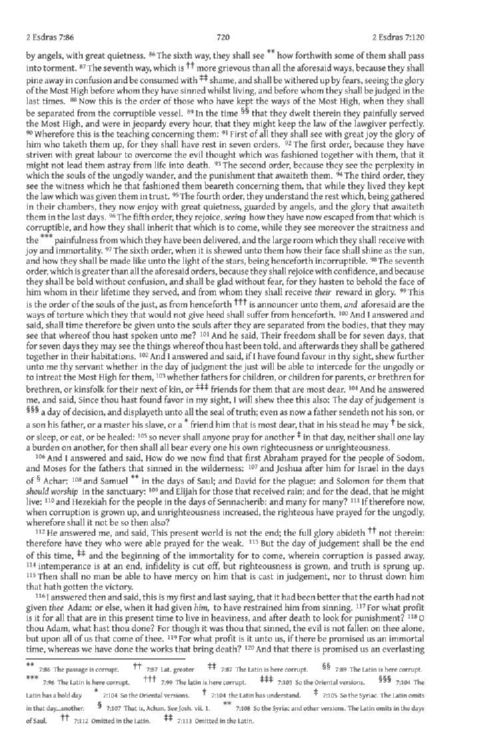 2 Esdras 7:86 720 2 Esdras 7:120
by angels, with great quietness. 86 The sixth way, they shall see ** how forthwith some of them shall pass
into torment. 87 The seventh way, which is †† more grievous than all the aforesaid ways, because they shall
pine away in confusion and be consumed with ‡‡ shame, and shall be withered up by fears, seeing the glory
of the Most High before whom they have sinned whilst living, and before whom they shall be judged in the
last times. 88 Now this is the order of those who have kept the ways of the Most High, when they shall
be separated from the corruptible vessel. 89 In the time §§ that they dwelt therein they painfully served
the Most High, and were in jeopardy every hour, that they might keep the law of the lawgiver perfectly.
90 Wherefore this is the teaching concerning them: 91 First of all they shall see with great joy the glory of
him who taketh them up, for they shall have rest in seven orders. 92 The first order, because they have
striven with great labour to overcome the evil thought which was fashioned together with them, that it
might not lead them astray from life into death. 93 The second order, because they see the perplexity in
which the souls of the ungodly wander, and the punishment that awaiteth them. 94 The third order, they
see the witness which he that fashioned them beareth concerning them, that while they lived they kept
the law which was given them in trust. 95 The fourth order, they understand the rest which, being gathered
in their chambers, they now enjoy with great quietness, guarded by angels, and the glory that awaiteth
them in the last days. 96 The fifth order, they rejoice, seeing how they have now escaped from that which is
corruptible, and how they shall inherit that which is to come, while they see moreover the straitness and
the *** painfulness from which they have been delivered, and the large room which they shall receive with
joy and immortality. 97 The sixth order, when it is shewed unto them how their face shall shine as the sun,
and how they shall be made like unto the light of the stars, being henceforth incorruptible. 98 The seventh
order, which is greater than all the aforesaid orders, because they shall rejoice with confidence, and because
they shall be bold without confusion, and shall be glad without fear, for they hasten to behold the face of
him whom in their lifetime they served, and from whom they shall receive their reward in glory. 99 This
is the order of the souls of the just, as from henceforth ††† is announcer unto them, and aforesaid are the
ways of torture which they that would not give heed shall suffer from henceforth. 100 And I answered and
said, shall time therefore be given unto the souls after they are separated from the bodies, that they may
see that whereof thou hast spoken unto me? 101 And he said, Their freedom shall be for seven days, that
for seven days they may see the things whereof thou hast been told, and afterwards they shall be gathered
together in their habitations. 102 And I answered and said, if I have found favour in thy sight, shew further
unto me thy servant whether in the day of judgment the just will be able to intercede for the ungodly or
to intreat the Most High for them, 103 whether fathers for children, or children for parents, or brethren for
brethren, or kinsfolk for their next of kin, or ‡‡‡ friends for them that are most dear. 104 And he answered
me, and said, Since thou hast found favor in my sight, I will shew thee this also: The day of judgement is
§§§ a day of decision, and displayeth unto all the seal of truth; even as now a father sendeth not his son, or
a son his father, or a master his slave, or a * friend him that is most dear, that in his stead he may † be sick,
or sleep, or eat, or be healed: 105 so never shall anyone pray for another ‡ in that day, neither shall one lay
a burden on another, for then shall all bear every one his own righteousness or unrighteousness.
106 And I answered and said, How do we now find that first Abraham prayed for the people of Sodom,
and Moses for the fathers that sinned in the wilderness: 107 and Joshua after him for Israel in the days
of § Achar: 108 and Samuel ** in the days of Saul; and David for the plague: and Solomon for them that
should worship in the sanctuary: 109 and Elijah for those that received rain; and for the dead, that he might
live: 110 and Hezekiah for the people in the days of Sennacherib: and many for many? 111 If therefore now,
when corruption is grown up, and unrighteousness increased, the righteous have prayed for the ungodly,
wherefore shall it not be so then also?
112 He answered me, and said, This present world is not the end; the full glory abideth †† not therein:
therefore have they who were able prayed for the weak. 113 But the day of judgement shall be the end
of this time, ‡‡ and the beginning of the immortality for to come, wherein corruption is passed away,
114 intemperance is at an end, infidelity is cut off, but righteousness is grown, and truth is sprung up.
115 Then shall no man be able to have mercy on him that is cast in judgement, nor to thrust down him
that hath gotten the victory.
116 I answered then and said, this is my first and last saying, that it had been better that the earth had not
given thee Adam: or else, when it had given him, to have restrained him from sinning. 117 For what profit
is it for all that are in this present time to live in heaviness, and after death to look for punishment? 118 O
thou Adam, what hast thou done? For though it was thou that sinned, the evil is not fallen on thee alone,
but upon all of us that come of thee. 119 For what profit is it unto us, if there be promised us an immortal
time, whereas we have done the works that bring death? 120 And that there is promised us an everlasting
** 7:86 The passage is corrupt. †† 7:87 Lat. greater ‡‡ 7:87 The Latin is here corrupt. §§ 7:89 The Latin is here corrupt.
*** 7:96 The Latin is here corrupt. ††† 7:99 The latin is here corrupt. ‡‡‡ 7:103 So the Oriental versions. §§§ 7:104 The
Latin has a bold day * 7:104 So the Oriental versions. † 7:104 the Latin has understand. ‡ 7:105 So the Syriac. The Latin omits
in that day...another. § 7:107 That is, Achan. See Josh. vii. 1. ** 7:108 So the Syriac and other versions. The Latin omits in the days
of Saul. †† 7:112 Omitted in the Latin. ‡‡ 7:113 Omitted in the Latin.